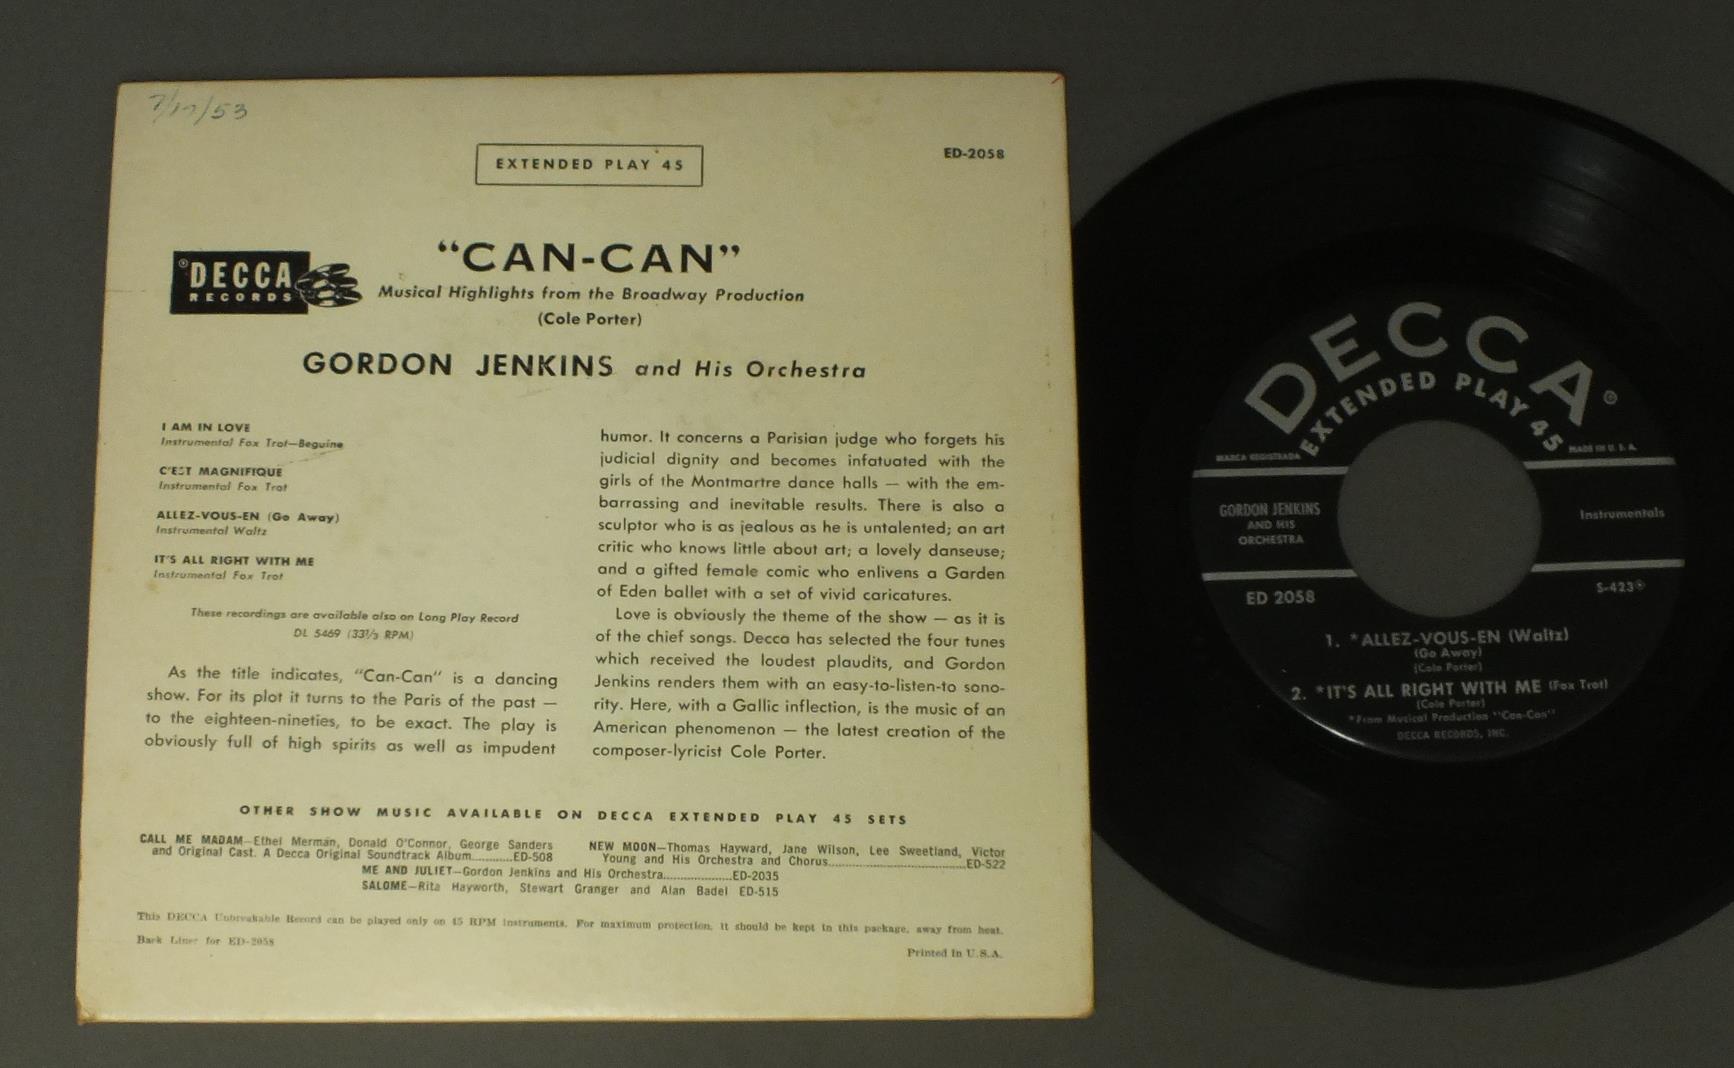 7/17/53
EXTENDED PLAY 45
ED-2058
DECCA
RECORDS
"CAN-CAN"
Musical Highlights from the Broadway Production
(Cole Porter)
GORDON JENKINS and His Orchestra
I AM IN LOVE
Instrumental Fox Trot—Beguine
C'EST MAGNIFIQUE
Instrumental Fox Trot
ALLEZ-VOUS-EN (Go Away)
Instrumental Waltz
IT'S ALL RIGHT WITH ME
Instrumental Fox Trot
These recordings are available also on Long Play Record
DL 5469 (33⅓ RPM)
As the title indicates, "Can-Can" is a dancing
show. For its plot it turns to the Paris of the past —
to the eighteen-nineties, to be exact. The play is
obviously full of high spirits as well as impudent
humor. It concerns a Parisian judge who forgets his
judicial dignity and becomes infatuated with the
girls of the Montmartre dance halls — with the em-
barrassing and inevitable results. There is also a
sculptor who is as jealous as he is untalented; an art
critic who knows little about art; a lovely danseuse;
and a gifted female comic who enlivens a Garden
of Eden ballet with a set of vivid caricatures.
Love is obviously the theme of the show — as it is
of the chief songs. Decca has selected the four tunes
which received the loudest plaudits, and Gordon
Jenkins renders them with an easy-to-listen-to sono-
rity. Here, with a Gallic inflection, is the music of an
American phenomenon — the latest creation of the
composer-lyricist Cole Porter.
OTHER SHOW MUSIC AVAILABLE ON DECCA EXTENDED PLAY 45 SETS
CALL ME MADAM—Ethel Merman, Donald O'Connor, George Sanders
and Original Cast. A Decca Original Soundtrack Album............ED-508
NEW MOON—Thomas Hayward, Jane Wilson, Lee Sweetland, Victor
Young and His Orchestra and Chorus........................................ED-522
ME AND JULIET—Gordon Jenkins and His Orchestra....................ED-2035
SALOME—Rita Hayworth, Stewart Granger and Alan Badel ED-515
This DECCA Unbreakable Record can be played only on 45 RPM instruments. For maximum protection, it should be kept in this package, away from heat.
Back Liner for ED-2058
Printed In U.S.A.
DECCA®
EXTENDED PLAY 45
MARCA REGISTRADA
MADE IN U.S.A.
GORDON JENKINS
AND HIS
ORCHESTRA
Instrumentals
ED 2058
S-423
1. *ALLEZ-VOUS-EN (Waltz)
(Go Away)
(Cole Porter)
2. *IT'S ALL RIGHT WITH ME (Fox Trot)
(Cole Porter)
*From Musical Production "Can-Can"
DECCA RECORDS, INC.